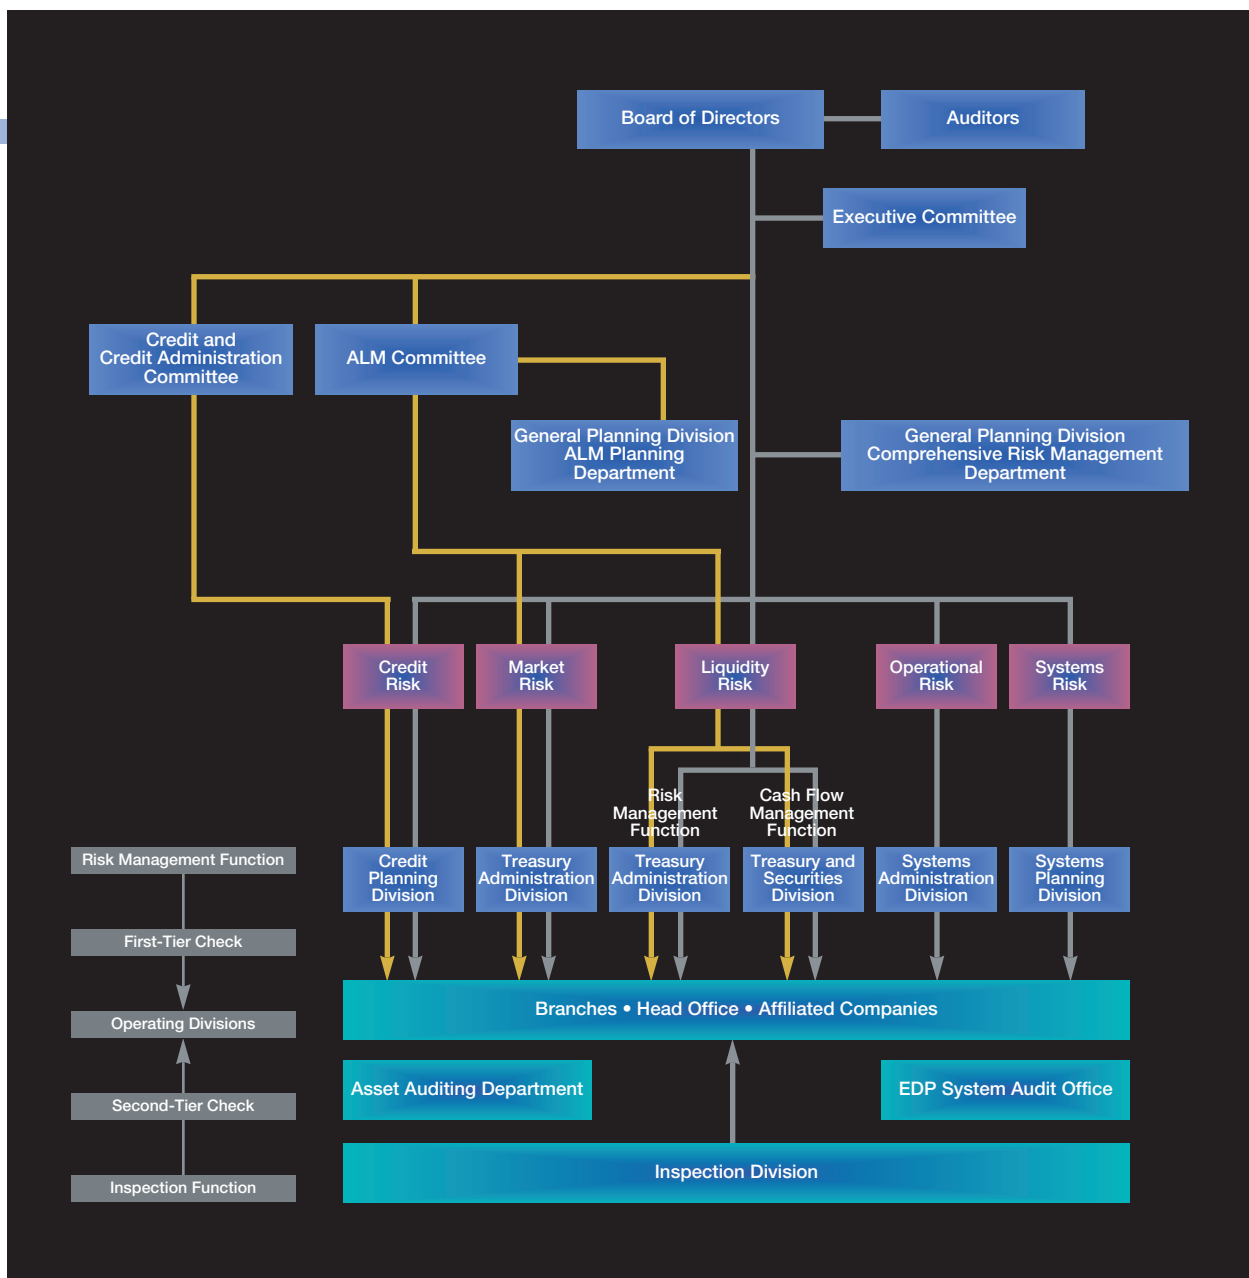 Board of Directors
Auditors
Executive Committee
Credit and
Credit Administration
Committee
ALM Committee
General Planning Division
ALM Planning
Department
General Planning Division
Comprehensive Risk Management
Department
Credit
Risk
Market
Risk
Liquidity
Risk
Operational
Risk
Systems
Risk
Risk
Management
Function
Cash Flow
Management
Function
Credit
Planning
Division
Treasury
Administration
Division
Treasury
Administration
Division
Treasury and
Securities
Division
Systems
Administration
Division
Systems
Planning
Division
Risk Management Function
First-Tier Check
Operating Divisions
Second-Tier Check
Inspection Function
Branches • Head Office • Affiliated Companies
Asset Auditing Department
EDP System Audit Office
Inspection Division